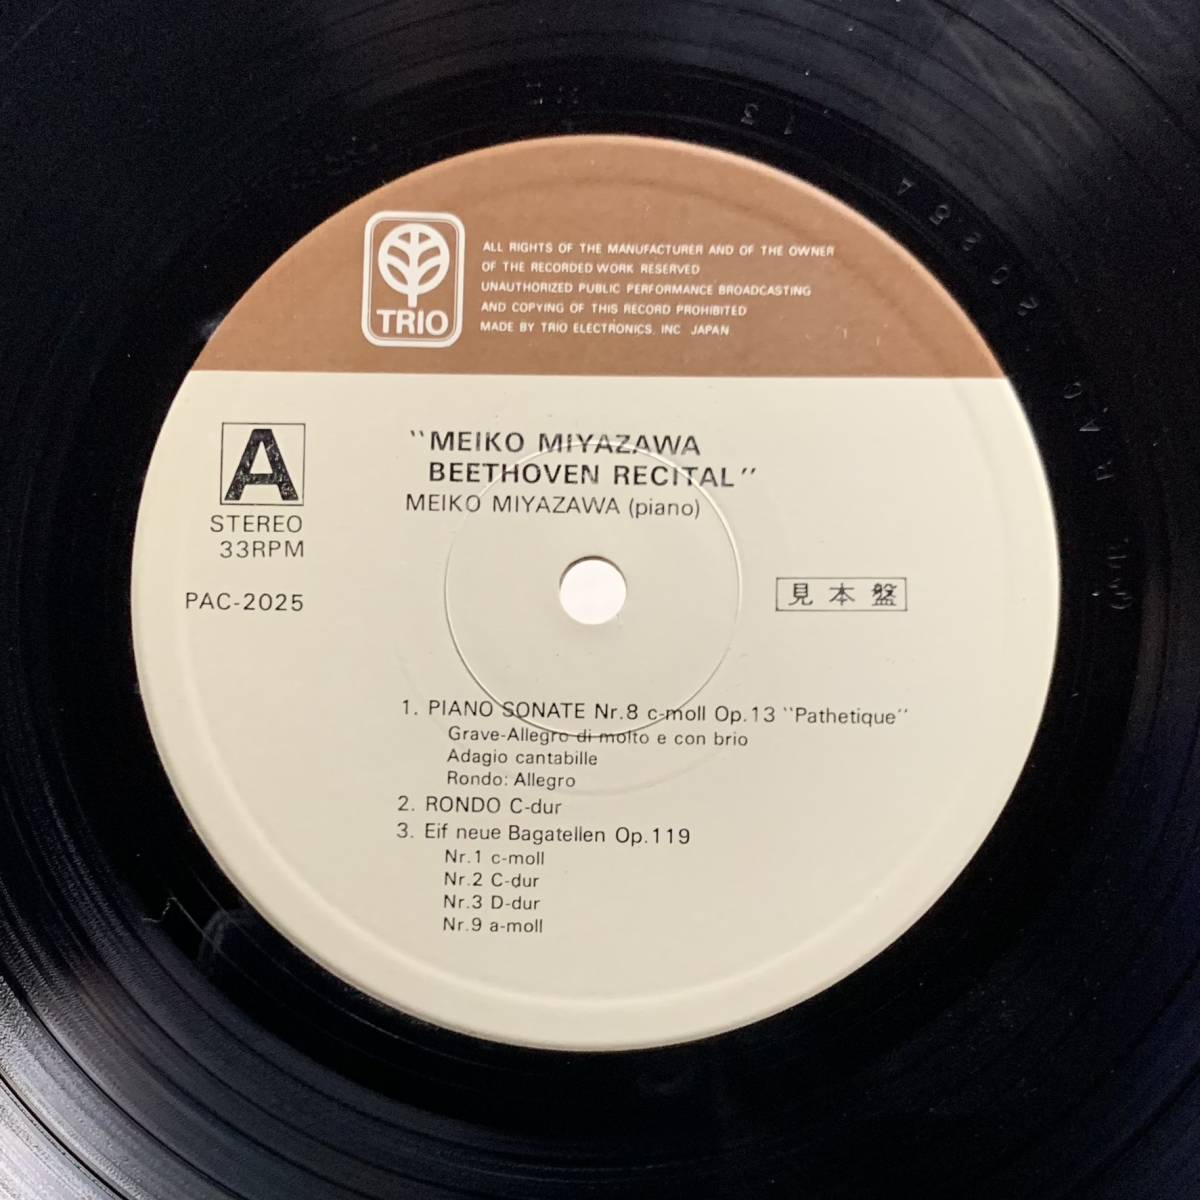 TRIO
ALL RIGHTS OF THE MANUFACTURER AND OF THE OWNER
OF THE RECORDED WORK RESERVED
UNAUTHORIZED PUBLIC PERFORMANCE BROADCASTING
AND COPYING OF THIS RECORD PROHIBITED
MADE BY TRIO ELECTRONICS, INC JAPAN
A
STEREO
33RPM
PAC-2025
"MEIKO MIYAZAWA
BEETHOVEN RECITAL"
MEIKO MIYAZAWA (piano)
見本盤
1. PIANO SONATE Nr.8 c-moll Op.13 "Pathetique"
Grave-Allegro di molto e con brio
Adagio cantabille
Rondo: Allegro
2. RONDO C-dur
3. Eif neue Bagatellen Op.119
Nr.1 c-moll
Nr.2 C-dur
Nr.3 D-dur
Nr.9 a-moll